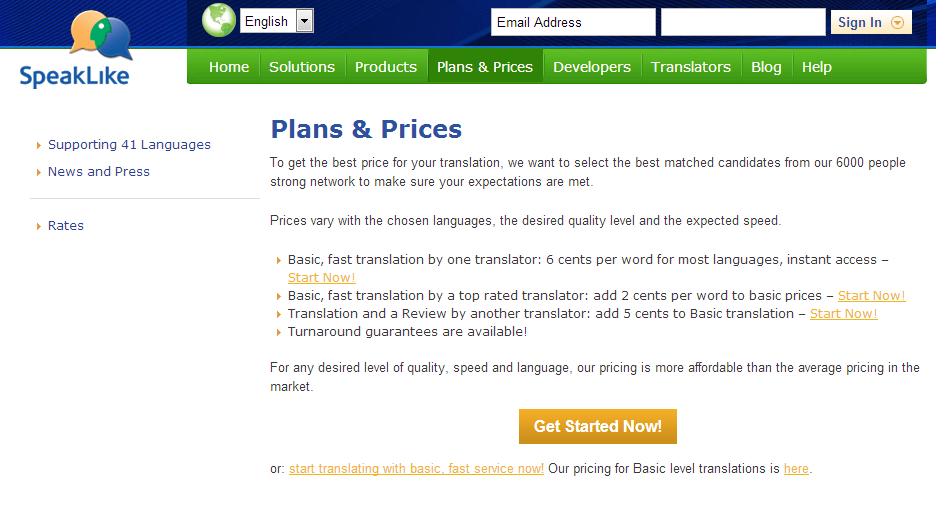 English
Email Address
Sign In
SpeakLike
Home
Solutions
Products
Plans & Prices
Developers
Translators
Blog
Help
Supporting 41 Languages
News and Press
Rates
Plans & Prices
To get the best price for your translation, we want to select the best matched candidates from our 6000 people
strong network to make sure your expectations are met.
Prices vary with the chosen languages, the desired quality level and the expected speed.
Basic, fast translation by one translator: 6 cents per word for most languages, instant access –
Start Now!
Basic, fast translation by a top rated translator: add 2 cents per word to basic prices – Start Now!
Translation and a Review by another translator: add 5 cents to Basic translation – Start Now!
Turnaround guarantees are available!
For any desired level of quality, speed and language, our pricing is more affordable than the average pricing in the
market.
Get Started Now!
or: start translating with basic, fast service now! Our pricing for Basic level translations is here.